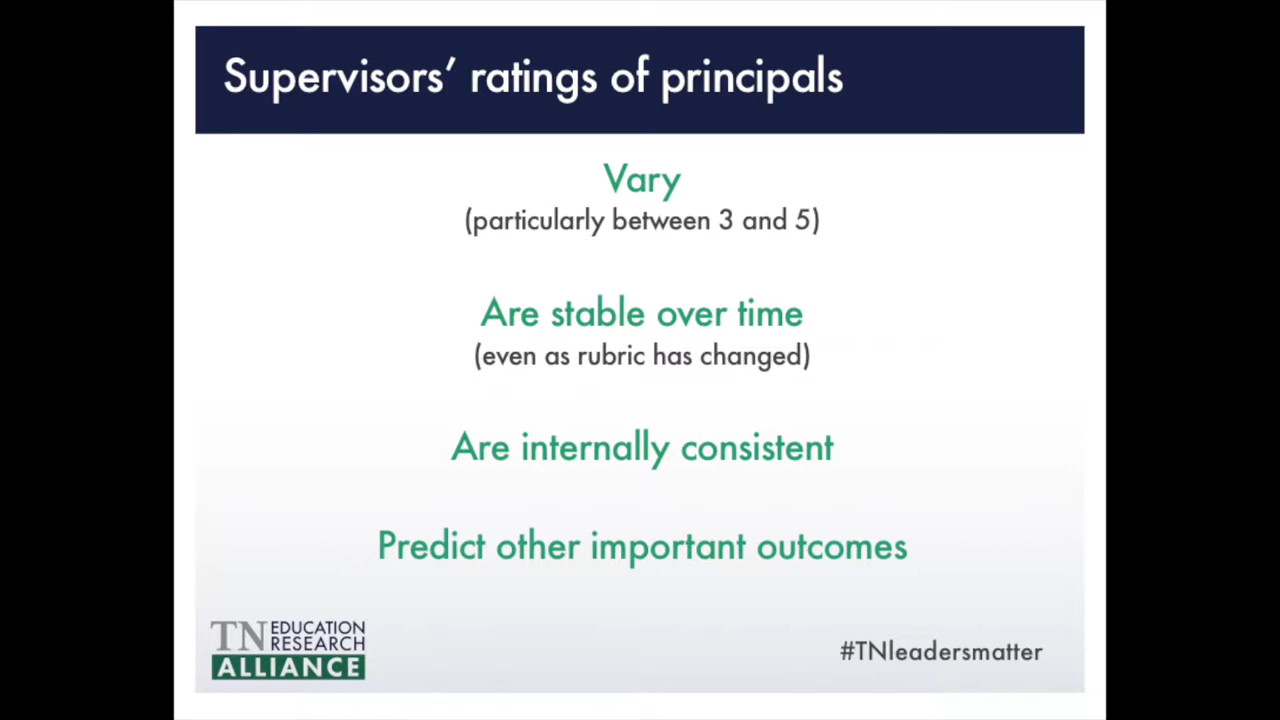 Supervisors’ ratings of principals
Vary
(particularly between 3 and 5)
Are stable over time
(even as rubric has changed)
Are internally consistent
Predict other important outcomes
TN EDUCATION
RESEARCH
ALLIANCE
#TNleadersmatter